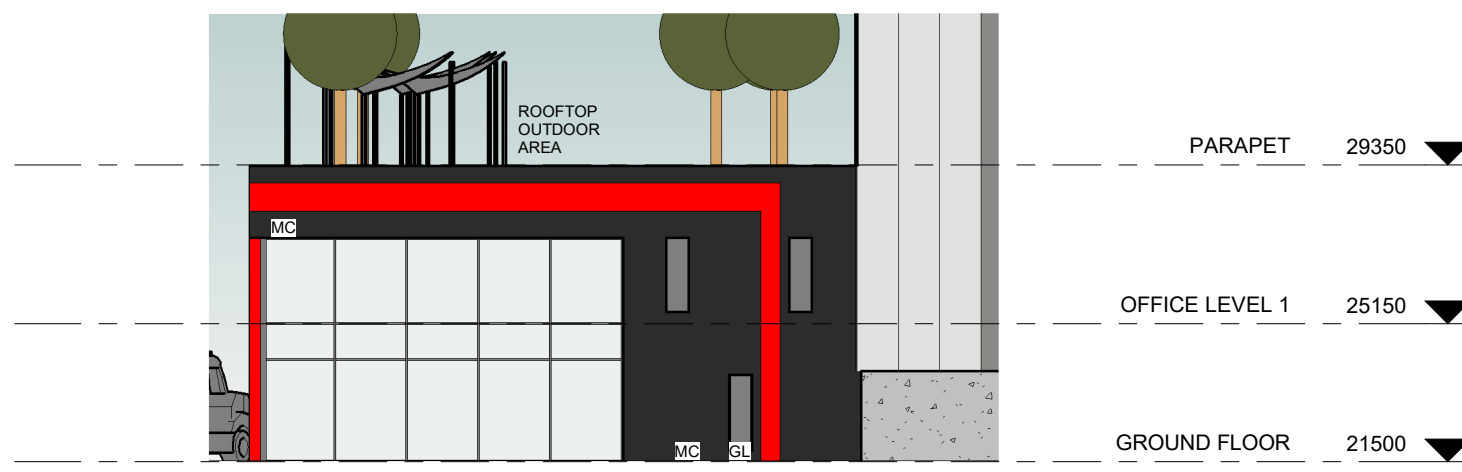 ROOFTOP
OUTDOOR
AREA
PARAPET 29350
MC
OFFICE LEVEL 1 25150
GROUND FLOOR 21500
MC GL